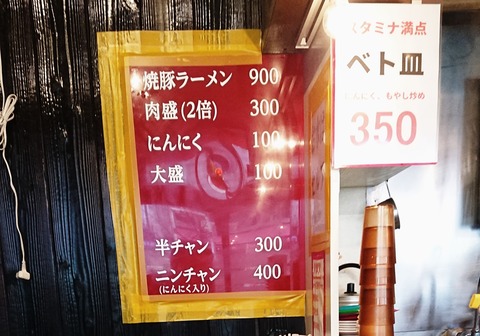 焼豚ラーメン 900
肉盛(2倍) 300
にんにく 100
大盛 100
半チャン 300
ニンチャン 400
(にんにく入り)
スタミナ満点
ベト皿
にんにく、もやし炒め
350